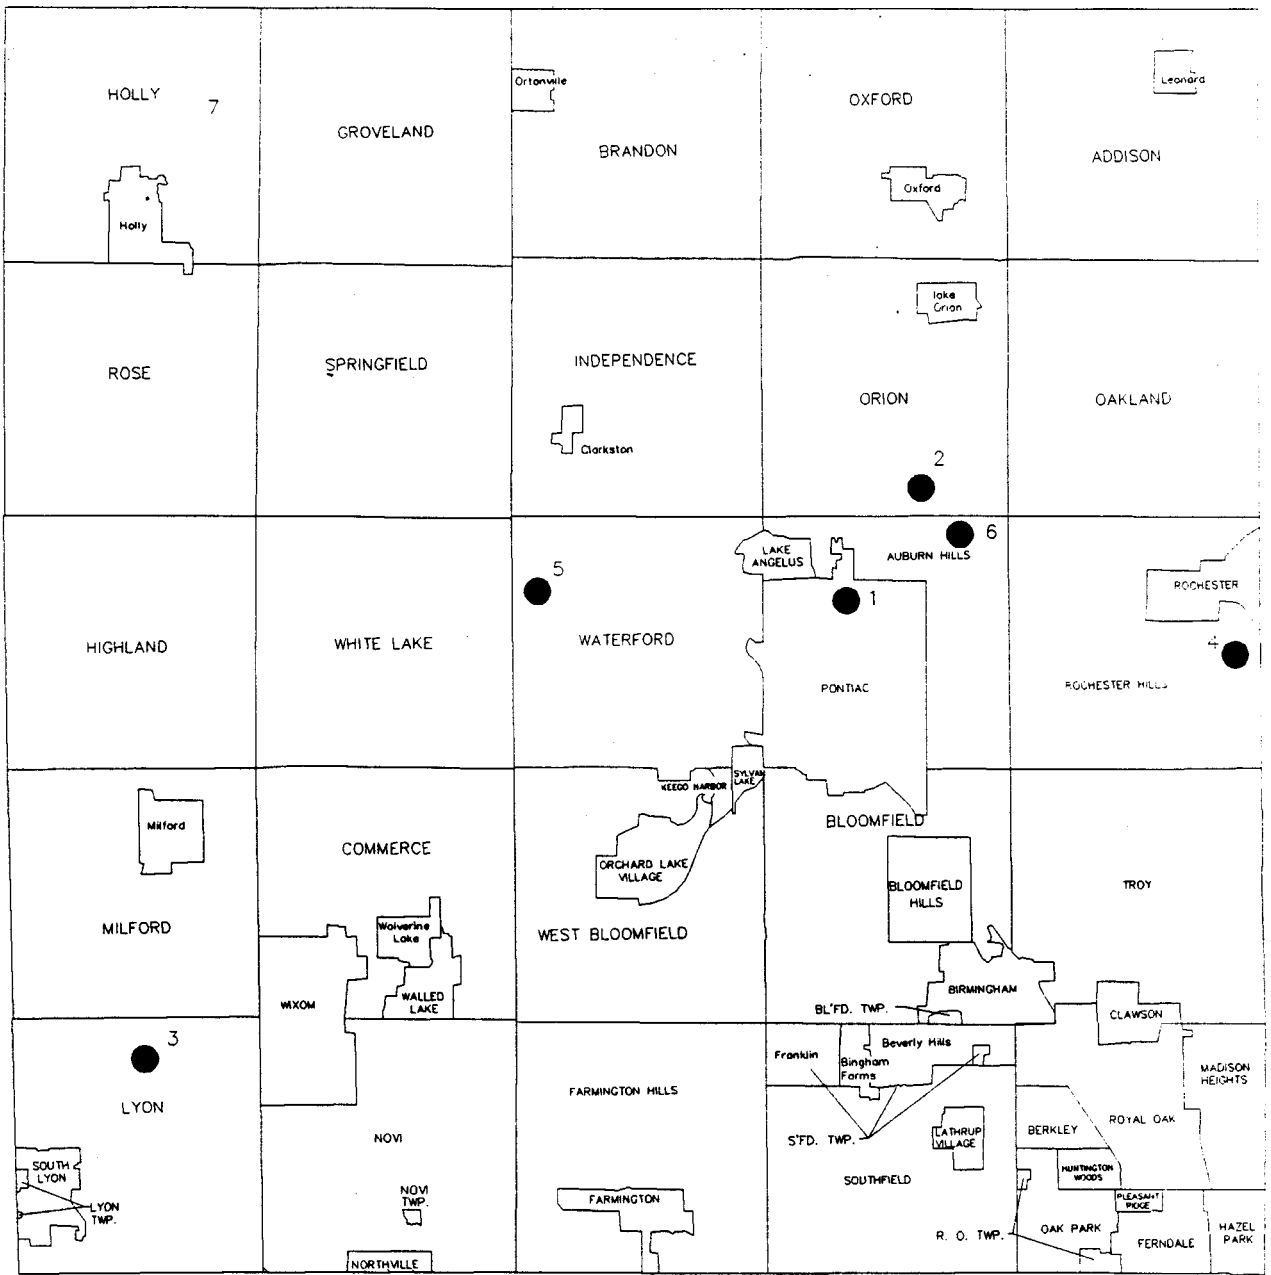 HOLLY
7
Holly
GROVELAND
Ortonville
BRANDON
OXFORD
Oxford
Leonard
ADDISON
ROSE
SPRINGFIELD
INDEPENDENCE
Clarkston
lake
Orion
ORION
2
OAKLAND
HIGHLAND
WHITE LAKE
5
WATERFORD
LAKE
ANGELUS
AUBURN HILLS
6
1
PONTIAC
ROCHESTER
4
ROCHESTER HILLS
Milford
MILFORD
COMMERCE
Wolverine
Lake
WALLED
LAKE
WIXOM
KEEGO HARBOR
SYLVAN
LAKE
ORCHARD LAKE
VILLAGE
WEST BLOOMFIELD
BLOOMFIELD
BLOOMFIELD
HILLS
BIRMINGHAM
BL'FD. TWP.
TROY
CLAWSON
3
LYON
SOUTH
LYON
LYON
TWP.
NOVI
NOVI
TWP.
NORTHVILLE
FARMINGTON HILLS
FARMINGTON
Franklin
Bingham
Farms
Beverly Hills
S'FD. TWP.
LATHRUP
VILLAGE
SOUTHFIELD
R. O. TWP.
BERKLEY
ROYAL OAK
MADISON
HEIGHTS
HUNTINGTON
WOODS
PLEASANT
RIDGE
OAK PARK
FERNDALE
HAZEL
PARK